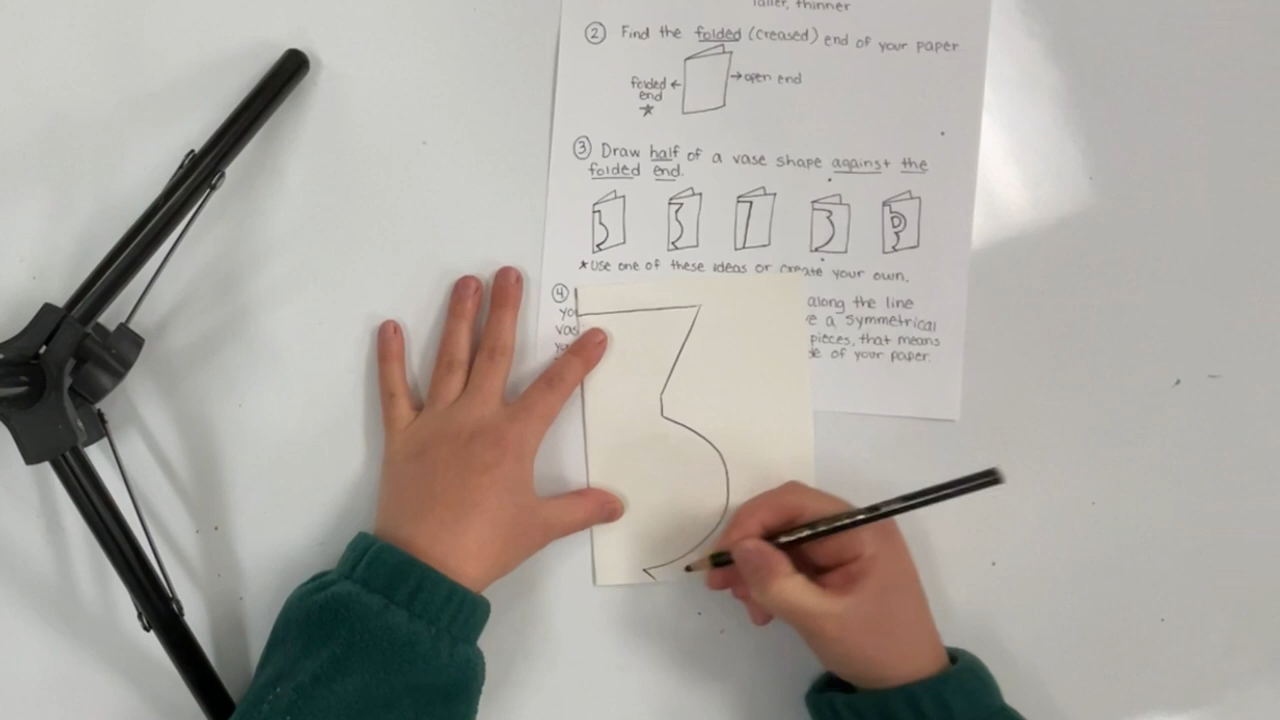 taller, thinner
② Find the folded (creased) end of your paper
folded ← → open end
end
③ Draw half of a vase shape against the
folded end.
*Use one of these ideas or create your own.
④ along the line
a symmetrical
vas
pieces, that means
of your paper.